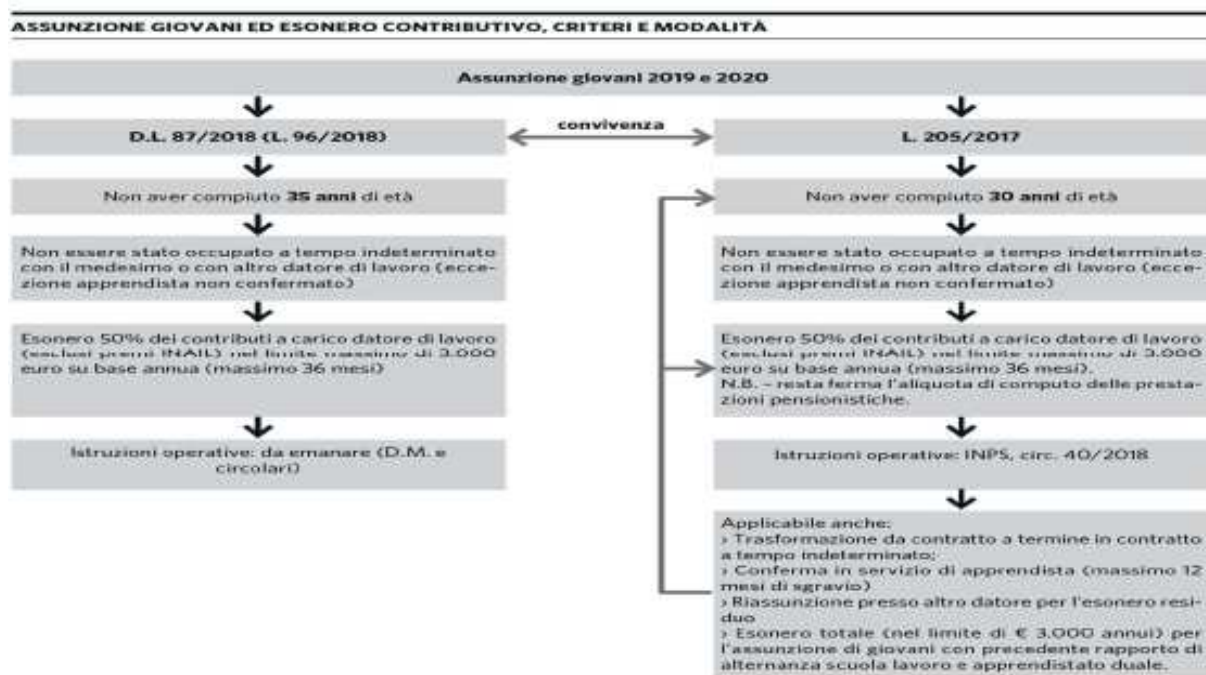 ASSUNZIONE GIOVANI ED ESONERO CONTRIBUTIVO, CRITERI E MODALITÀ
Assunzione giovani 2019 e 2020
D.L. 87/2018 (L. 96/2018)
convivenza
L. 205/2017
Non aver compiuto 35 anni di età
Non aver compiuto 30 anni di età
Non essere stato occupato a tempo indeterminato
con il medesimo o con altro datore di lavoro (ecce-
zione apprendista non confermato)
Non essere stato occupato a tempo indeterminato
con il medesimo o con altro datore di lavoro (ecce-
zione apprendista non confermato)
Esonero 50% dei contributi a carico datore di lavoro
(esclusi premi INAIL) nel limite massimo di 3.000
euro su base annua (massimo 36 mesi)
Esonero 50% dei contributi a carico datore di lavoro
(esclusi premi INAIL) nel limite massimo di 3.000
euro su base annua (massimo 36 mesi).
N.B. - resta ferma l'aliquota di computo delle presta-
zioni pensionistiche.
Istruzioni operative: da emanare (D.M. e
circolari)
Istruzioni operative: INPS, circ. 40/2018
Applicabile anche:
› Trasformazione da contratto a termine in contratto
a tempo indeterminato;
› Conferma in servizio di apprendista (massimo 12
mesi di sgravio)
› Riassunzione presso altro datore per l'esonero resi-
duo
› Esonero totale (nel limite di € 3.000 annui) per
l'assunzione di giovani con precedente rapporto di
alternanza scuola lavoro e apprendistato duale.